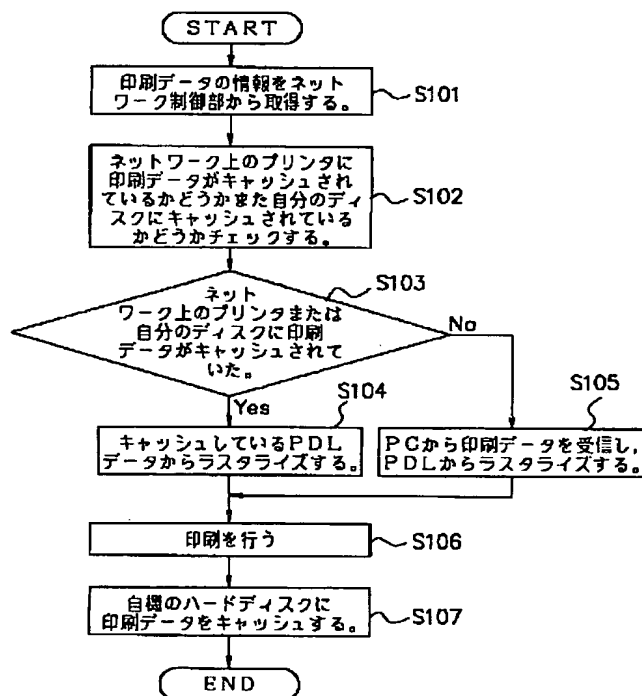 START
印刷データの情報をネット
ワーク制御部から取得する。
S101
ネットワーク上のプリンタに
印刷データがキャッシュされ
ているかどうかまた自分のディ
スクにキャッシュされている
かどうかチェックする。
S102
S103
ネット
ワーク上のプリンタまたは
自分のディスクに印刷
データがキャッシュされて
いた。
No
Yes
S104
キャッシュしているPDL
データからラスタライズする。
S105
PCから印刷データを受信し,
PDLからラスタライズする。
印刷を行う
S106
自機のハードディスクに
印刷データをキャッシュする。
S107
END